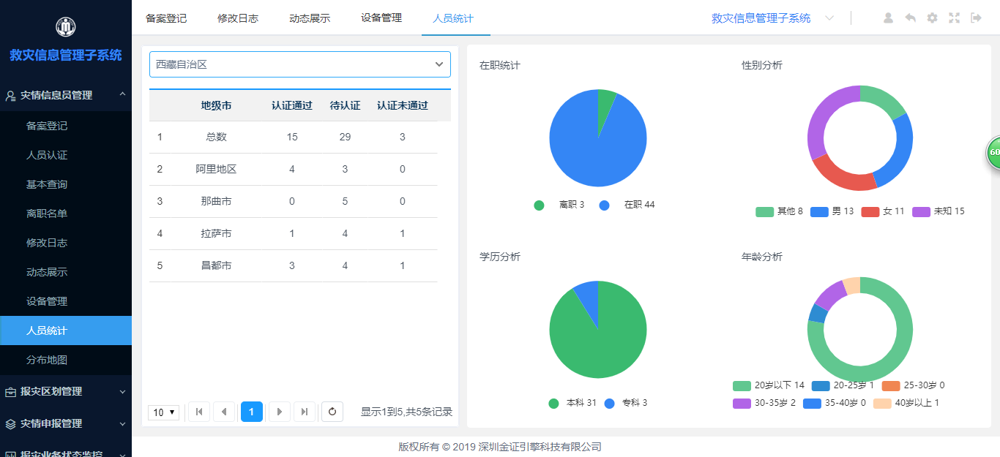 救灾信息管理子系统
灾情信息员管理
备案登记
人员认证
基本查询
离职名单
修改日志
动态展示
设备管理
人员统计
分布地图
报灾区划管理
灾情申报管理
报灾业务状态监控
备案登记 修改日志 动态展示 设备管理 人员统计 救灾信息管理子系统
西藏自治区
地级市 认证通过 待认证 认证未通过
1 总数 15 29 3
2 阿里地区 4 3 0
3 那曲市 0 5 0
4 拉萨市 1 4 1
5 昌都市 3 4 1
10 1 显示1到5,共5条记录
在职统计
离职 3 在职 44
性别分析
其他 8 男 13 女 11 未知 15
学历分析
本科 31 专科 3
年龄分析
20岁以下 14 20-25岁 1 25-30岁 0
30-35岁 2 35-40岁 0 40岁以上 1
60
版权所有 © 2019 深圳金证引擎科技有限公司